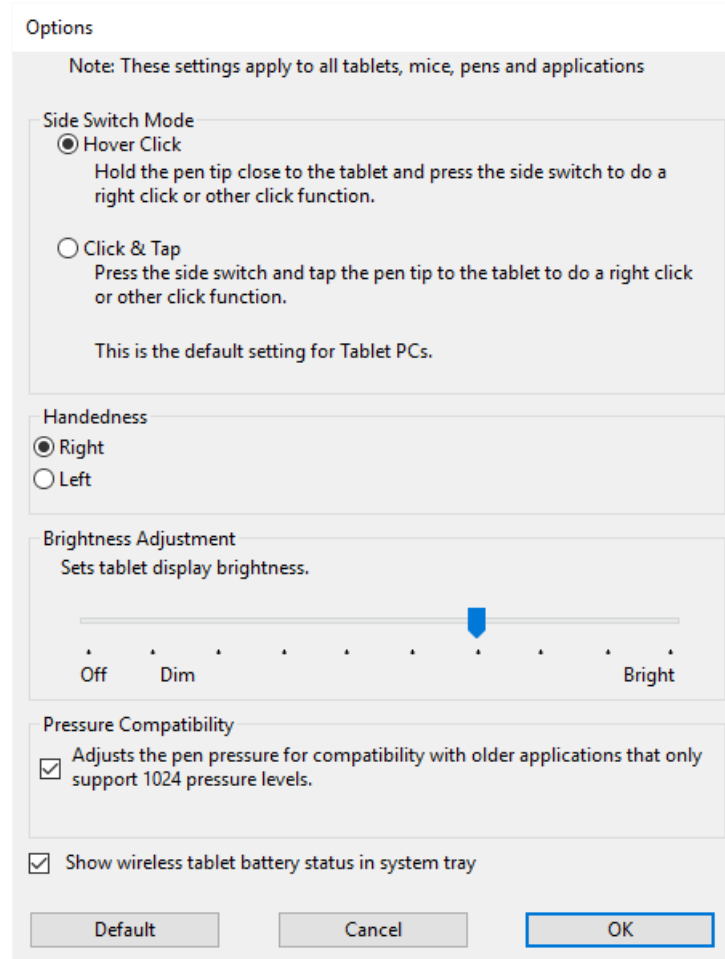 Options
Note: These settings apply to all tablets, mice, pens and applications
Side Switch Mode
Hover Click
Hold the pen tip close to the tablet and press the side switch to do a
right click or other click function.
Click & Tap
Press the side switch and tap the pen tip to the tablet to do a right click
or other click function.
This is the default setting for Tablet PCs.
Handedness
Right
Left
Brightness Adjustment
Sets tablet display brightness.
Off Dim Bright
Pressure Compatibility
Adjusts the pen pressure for compatibility with older applications that only
support 1024 pressure levels.
Show wireless tablet battery status in system tray
Default Cancel OK